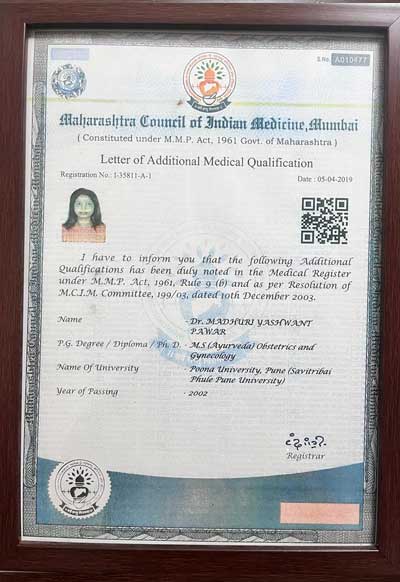 S.No. A010477
Maharashtra Council of Indian Medicine, Mumbai
( Constituted under M.M.P. Act, 1961 Govt. of Maharashtra )
Letter of Additional Medical Qualification
Registration No.: I-35811-A-1
Date : 05-04-2019
I have to inform you that the following Additional
Qualifications has been duly noted in the Medical Register
under M.M.P. Act, 1961, Rule 9 (b) and as per Resolution of
M.C.I.M. Committee, 199/03, dated 10th December 2003.
Name : Dr. MADHURI YASHWANT
PAWAR
P.G. Degree / Diploma / Ph. D. : M.S (Ayurveda) Obstetrics and
Gynecology
Name Of University : Poona University, Pune (Savitribai
Phule Pune University)
Year of Passing : 2002
Registrar